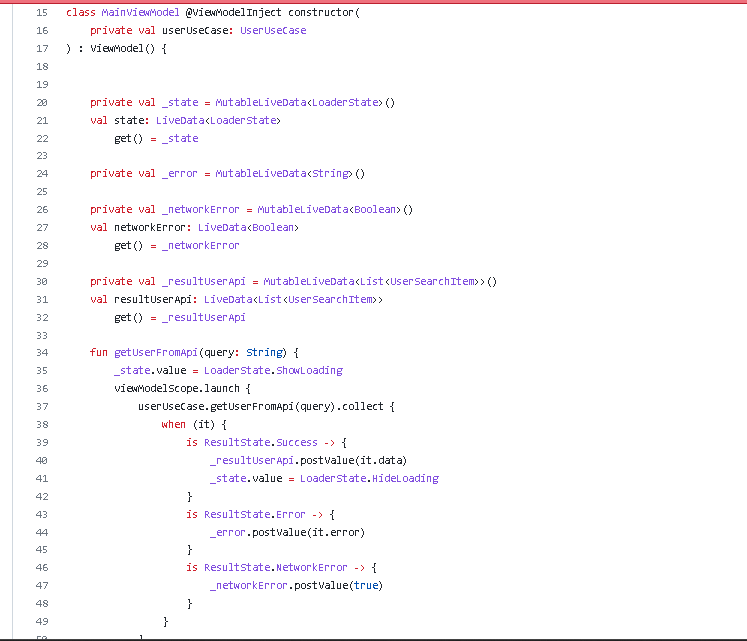 15 class MainViewModel @ViewModelInject constructor(
16 private val userUseCase: UserUseCase
17 ) : ViewModel() {
18
19
20 private val _state = MutableLiveData<LoaderState>()
21 val state: LiveData<LoaderState>
22 get() = _state
23
24 private val _error = MutableLiveData<String>()
25
26 private val _networkError = MutableLiveData<Boolean>()
27 val networkError: LiveData<Boolean>
28 get() = _networkError
29
30 private val _resultUserApi = MutableLiveData<List<UserSearchItem>>()
31 val resultUserApi: LiveData<List<UserSearchItem>>
32 get() = _resultUserApi
33
34 fun getUserFromApi(query: String) {
35 _state.value = LoaderState.ShowLoading
36 viewModelScope.launch {
37 userUseCase.getUserFromApi(query).collect {
38 when (it) {
39 is ResultState.Success -> {
40 _resultUserApi.postValue(it.data)
41 _state.value = LoaderState.HideLoading
42 }
43 is ResultState.Error -> {
44 _error.postValue(it.error)
45 }
46 is ResultState.NetworkError -> {
47 _networkError.postValue(true)
48 }
49 }